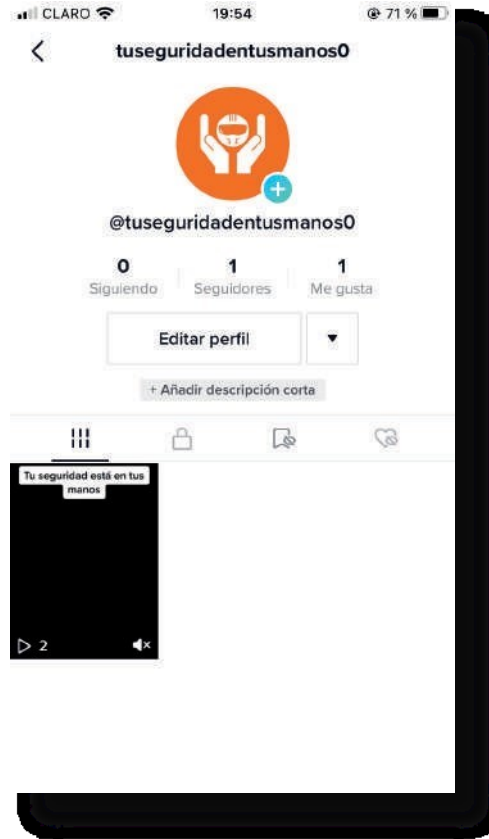 CLARO 19:54 71 %
tuseguridadentusmanos0
@tuseguridadentusmanos0
0 1 1
Siguiendo Seguidores Me gusta
Editar perfil
+ Añadir descripción corta
Tu seguridad está en tus
manos
2